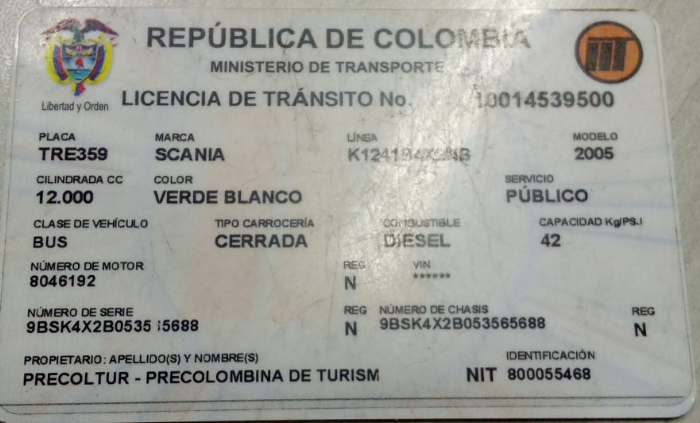 REPÚBLICA DE COLOMBIA
MINISTERIO DE TRANSPORTE
Libertad y Orden
LICENCIA DE TRÁNSITO No. 10014539500
PLACA MARCA LÍNEA MODELO
TRE359 SCANIA 2005
CILINDRADA CC COLOR SERVICIO
12.000 VERDE BLANCO PÚBLICO
CLASE DE VEHÍCULO TIPO CARROCERÍA COMBUSTIBLE CAPACIDAD Kg/PS.I
BUS CERRADA DIESEL 42
NÚMERO DE MOTOR REG VIN
8046192 N ******
NÚMERO DE SERIE REG NÚMERO DE CHASIS REG
9BSK4X2B053565688 N 9BSK4X2B053565688 N
PROPIETARIO: APELLIDO(S) Y NOMBRE(S) IDENTIFICACIÓN
PRECOLTUR - PRECOLOMBINA DE TURISM NIT 800055468